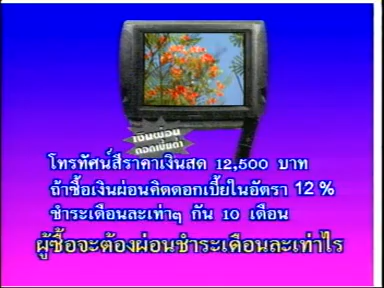 เงินผ่อน
ดอกเบี้ยต่ำ
โทรทัศน์สีราคาเงินสด 12,500 บาท
ถ้าซื้อเงินผ่อนคิดดอกเบี้ยในอัตรา 12 %
ชำระเดือนละเท่าๆ กัน 10 เดือน
ผู้ซื้อจะต้องผ่อนชำระเดือนละเท่าไร